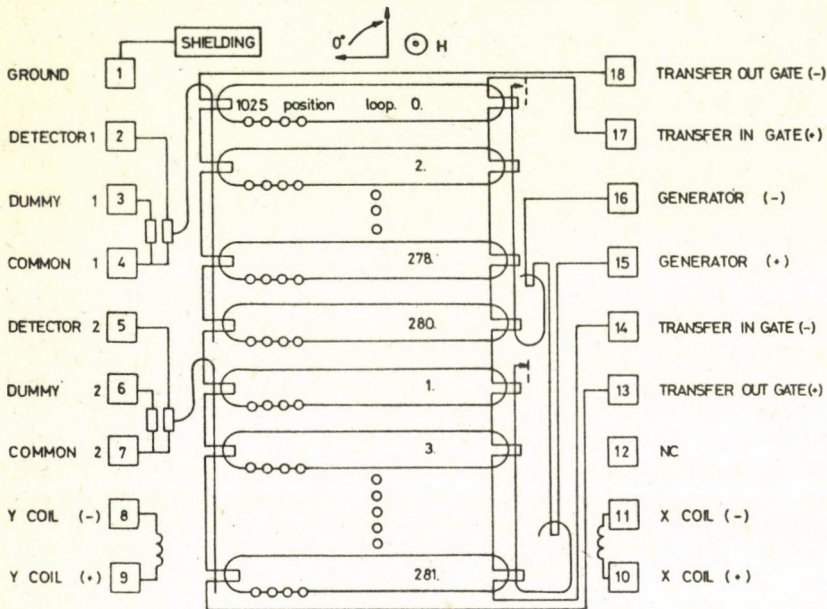 SHIELDING
0° H
GROUND 1
18 TRANSFER OUT GATE (-)
1025 position loop. 0.
DETECTOR 1 2
17 TRANSFER IN GATE (+)
2.
DUMMY 1 3
16 GENERATOR (-)
COMMON 1 4
278.
15 GENERATOR (+)
DETECTOR 2 5
280.
14 TRANSFER IN GATE (-)
DUMMY 2 6
1.
13 TRANSFER OUT GATE (+)
COMMON 2 7
3.
12 NC
Y COIL (-) 8
11 X COIL (-)
Y COIL (+) 9
281.
10 X COIL (+)